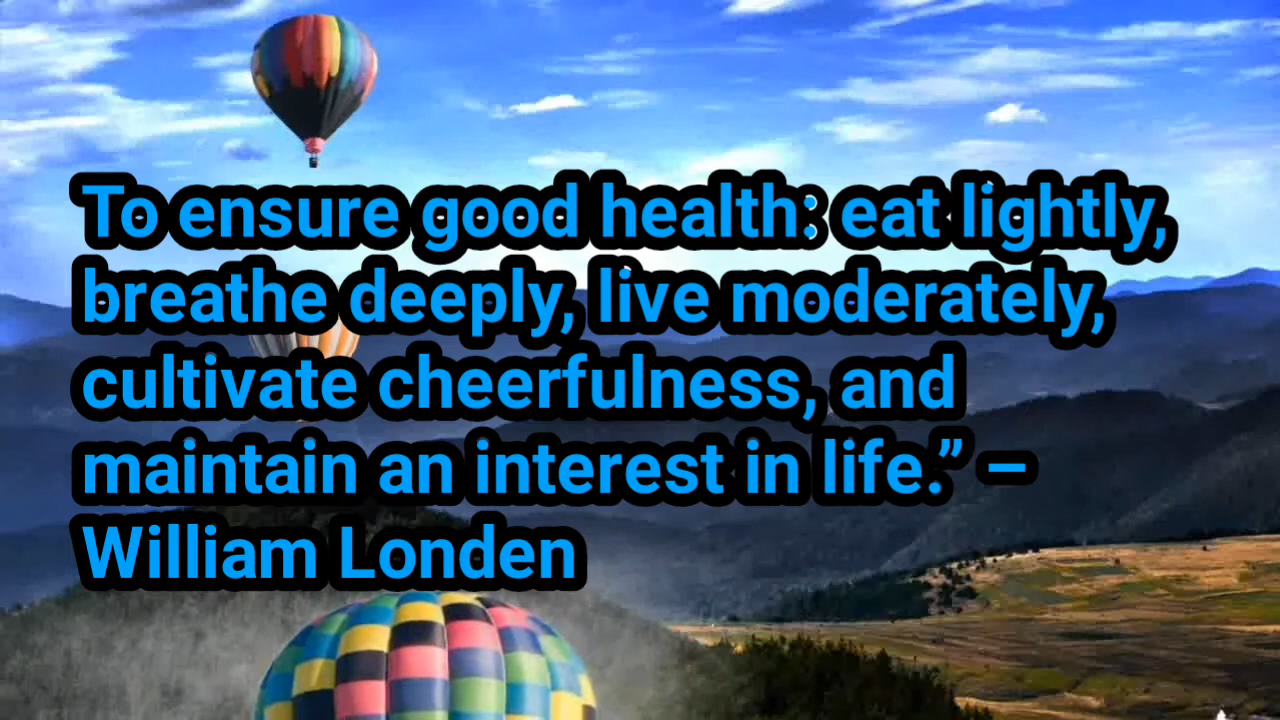 To ensure good health: eat lightly,
breathe deeply, live moderately,
cultivate cheerfulness, and
maintain an interest in life.” –
William Londen